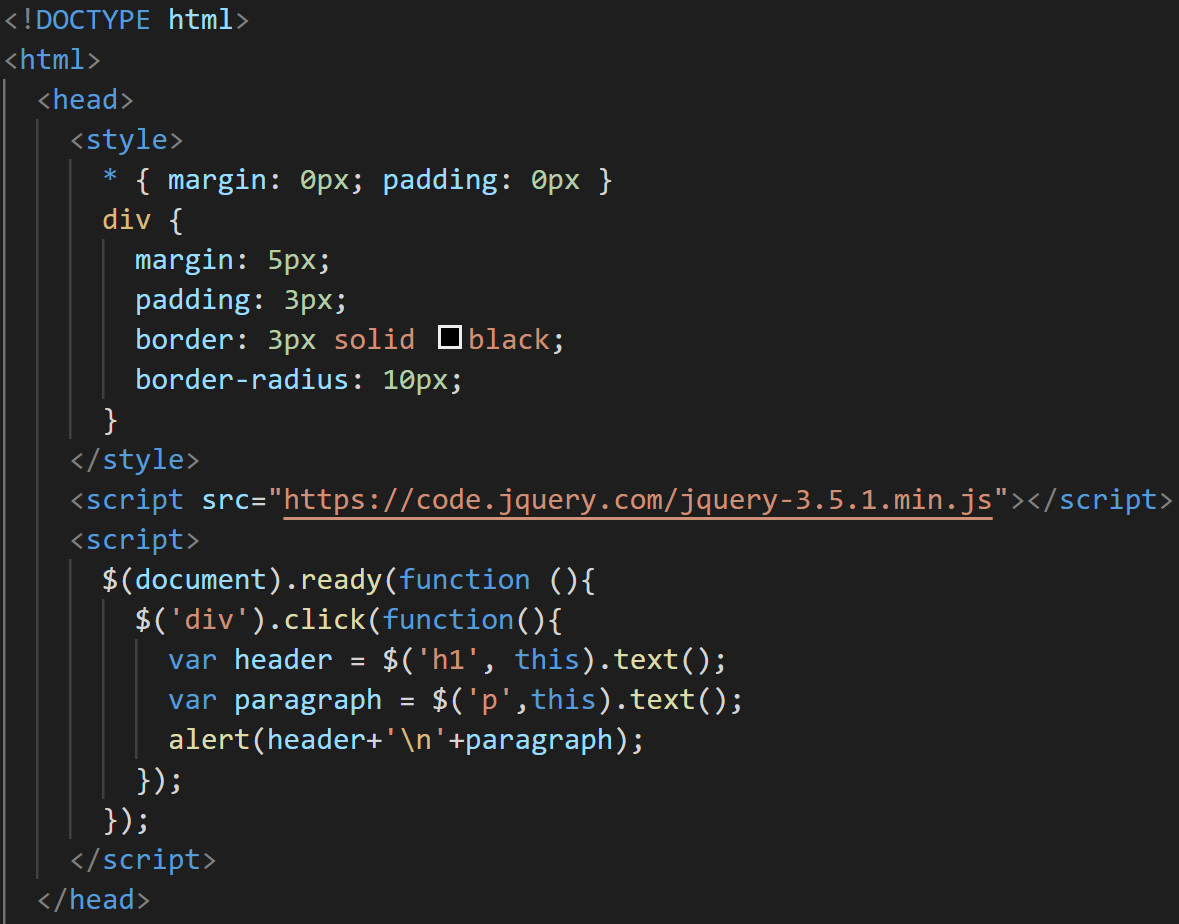 <!DOCTYPE html>
<html>
  <head>
    <style>
      * { margin: 0px; padding: 0px }
      div {
        margin: 5px;
        padding: 3px;
        border: 3px solid black;
        border-radius: 10px;
      }
    </style>
    <script src="https://code.jquery.com/jquery-3.5.1.min.js"></script>
    <script>
      $(document).ready(function (){
        $('div').click(function(){
          var header = $('h1', this).text();
          var paragraph = $('p',this).text();
          alert(header+'\n'+paragraph);
        });
      });
    </script>
  </head>